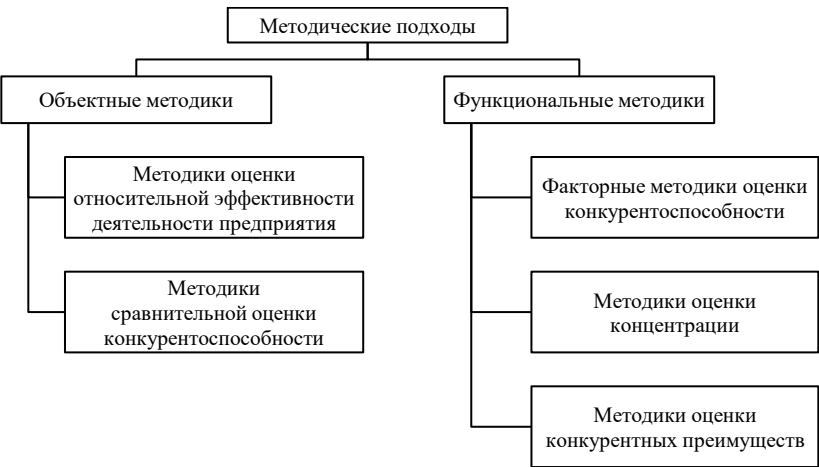 Методические подходы
Объектные методики
Методики оценки
относительной эффективности
деятельности предприятия
Методики
сравнительной оценки
конкурентоспособности
Функциональные методики
Факторные методики оценки
конкурентоспособности
Методики оценки
концентрации
Методики оценки
конкурентных преимуществ